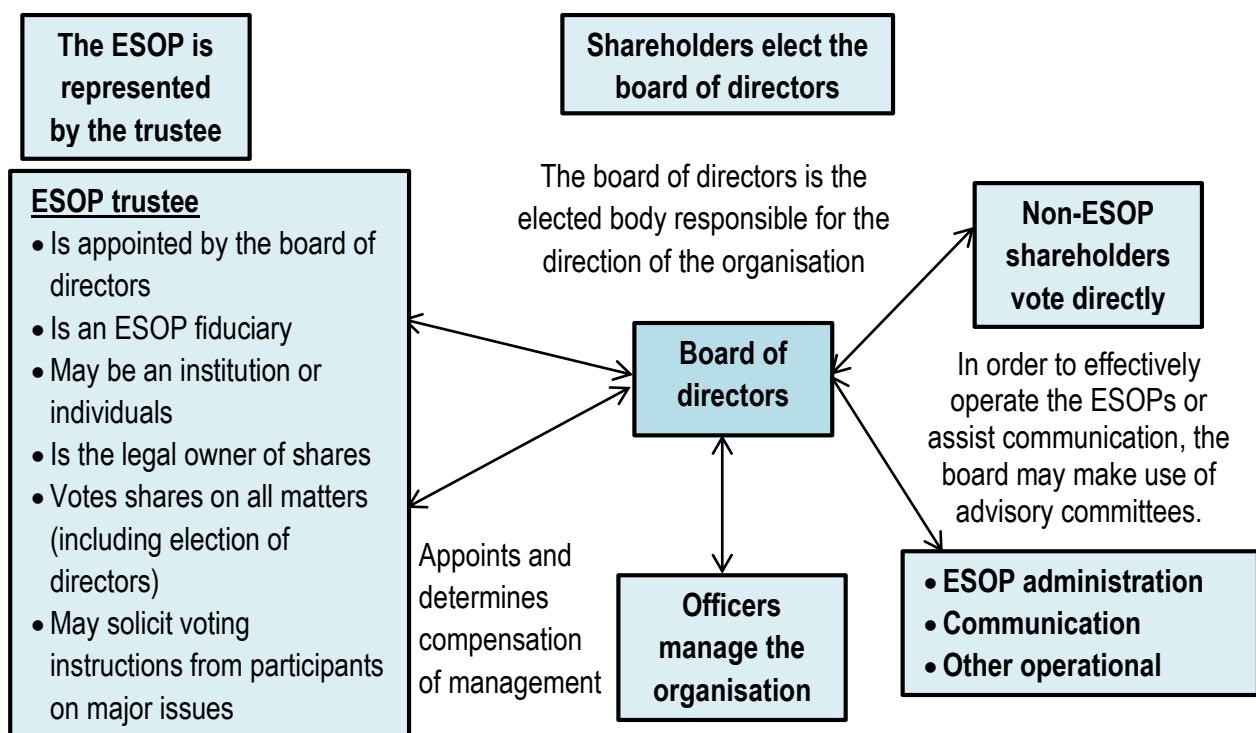 The ESOP is
represented
by the trustee
Shareholders elect the
board of directors
ESOP trustee
• Is appointed by the board of
directors
• Is an ESOP fiduciary
• May be an institution or
individuals
• Is the legal owner of shares
• Votes shares on all matters
(including election of
directors)
• May solicit voting
instructions from participants
on major issues
The board of directors is the
elected body responsible for the
direction of the organisation
Non-ESOP
shareholders
vote directly
Board of
directors
In order to effectively
operate the ESOPs or
assist communication, the
board may make use of
advisory committees.
Appoints and
determines
compensation
of management
Officers
manage the
organisation
• ESOP administration
• Communication
• Other operational